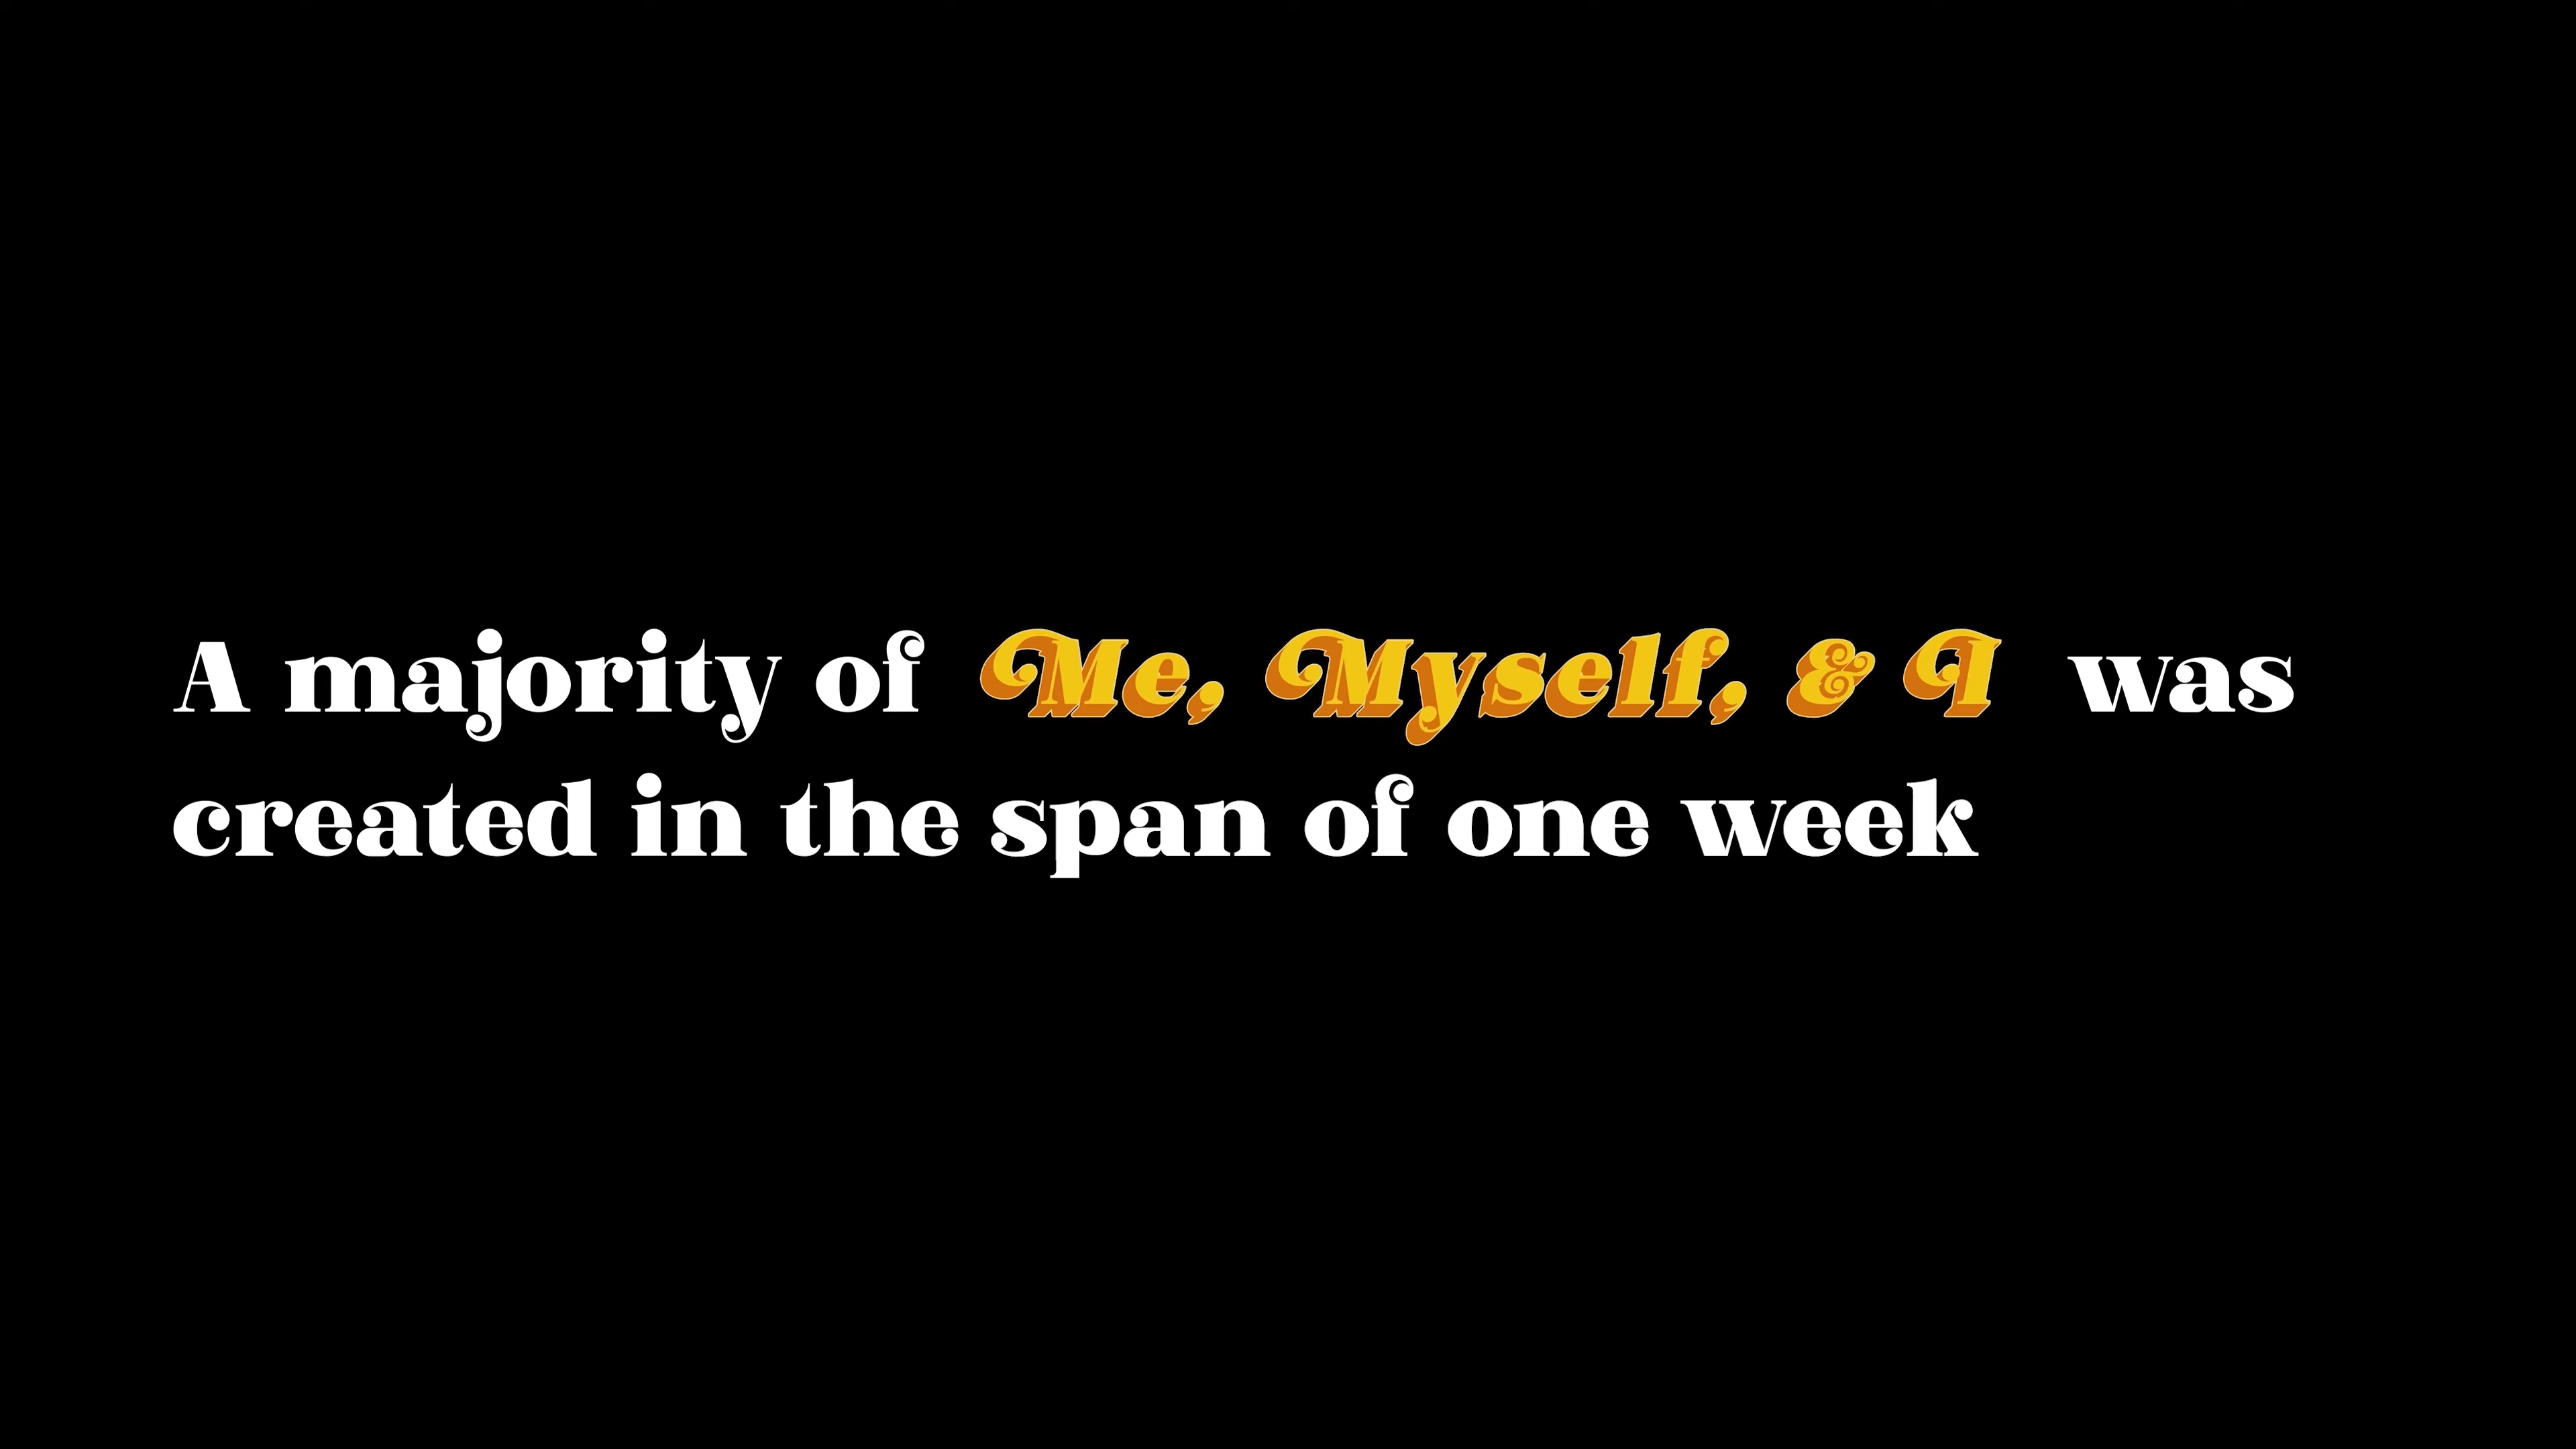 A majority of Me, Myself, & I was
created in the span of one week